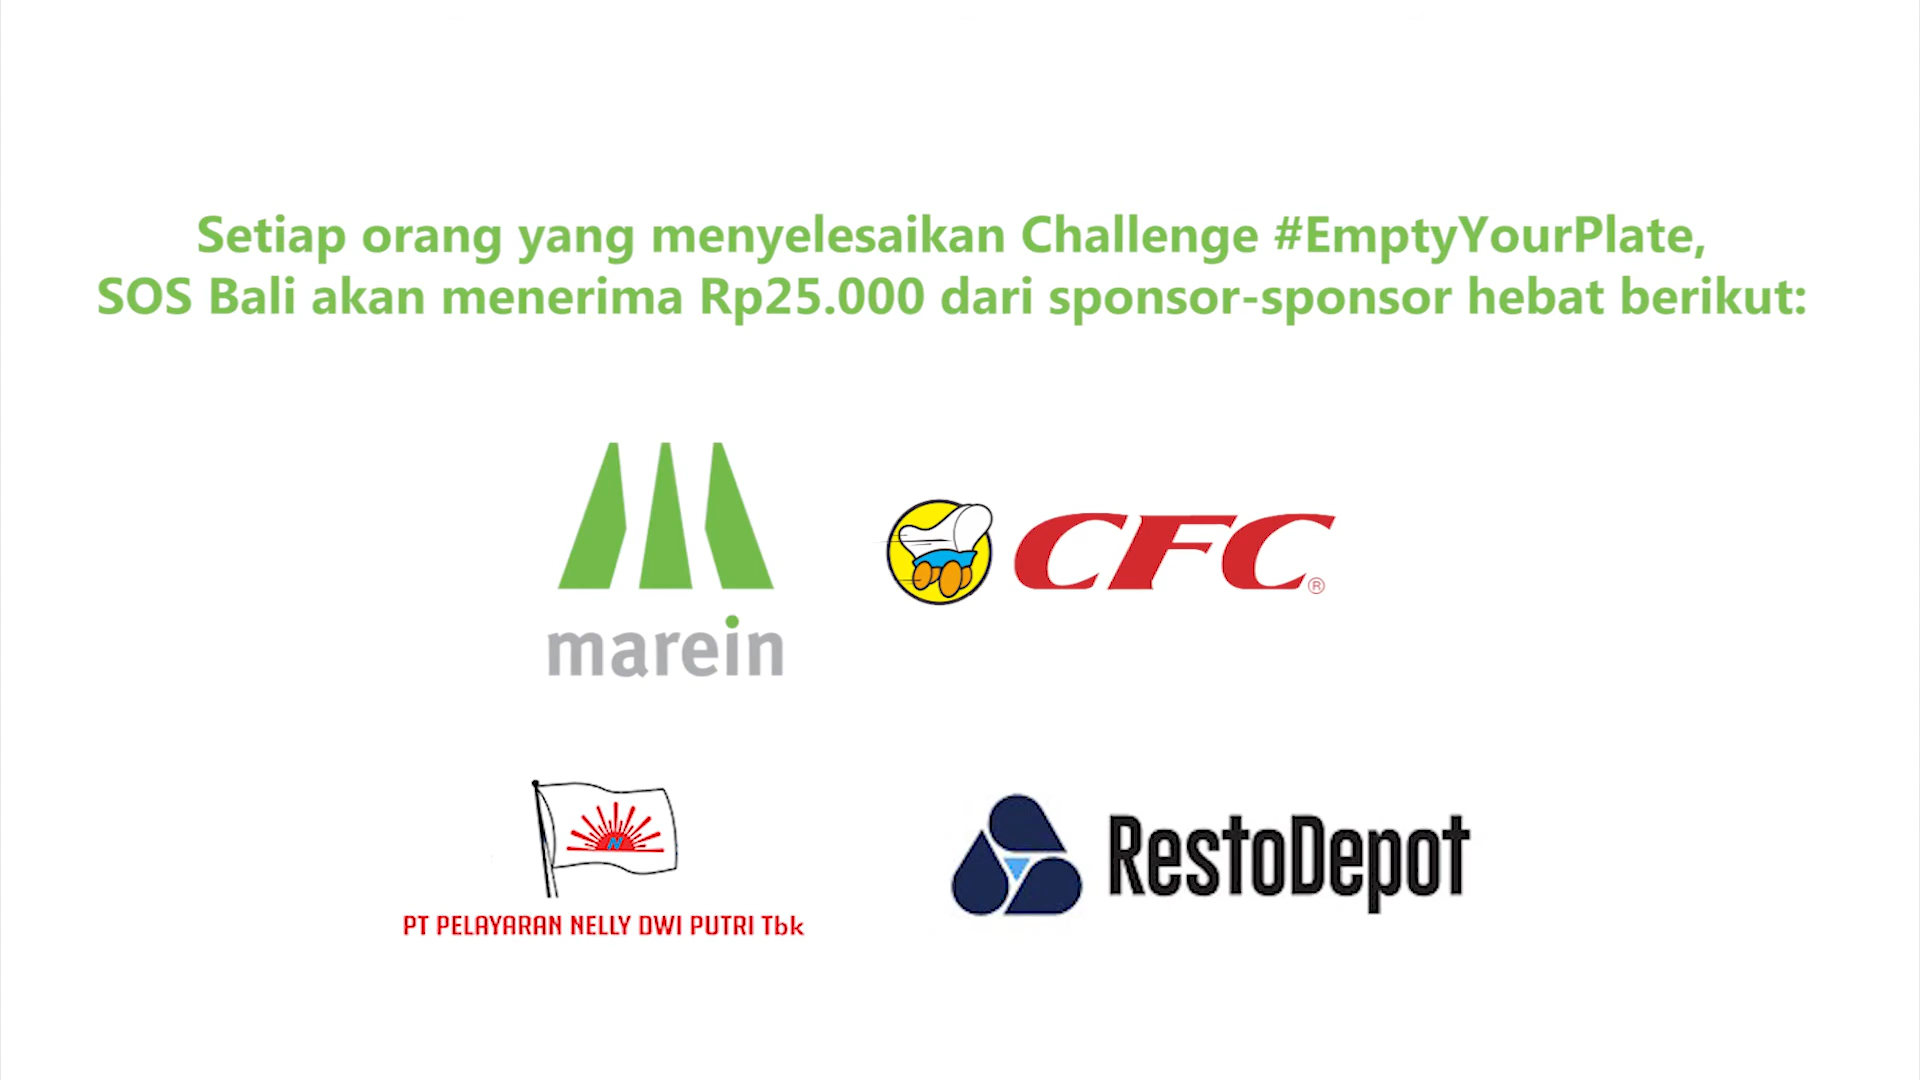 Setiap orang yang menyelesaikan Challenge #EmptyYourPlate,
SOS Bali akan menerima Rp25.000 dari sponsor-sponsor hebat berikut:
marein
CFC®
N
PT PELAYARAN NELLY DWI PUTRI Tbk
RestoDepot